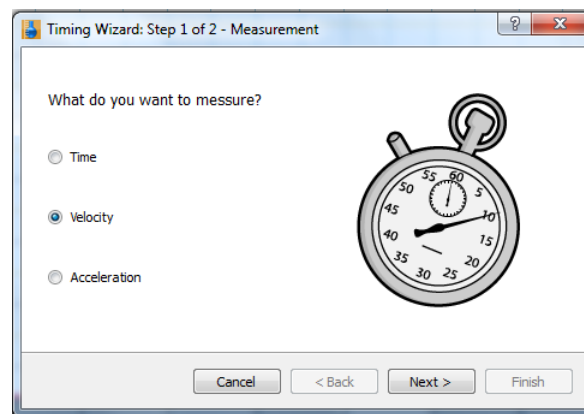 Timing Wizard: Step 1 of 2 - Measurement
?
What do you want to messure?
Time
Velocity
Acceleration
60
5
10
15
20
25
30
35
40
45
50
55
Cancel
< Back
Next >
Finish